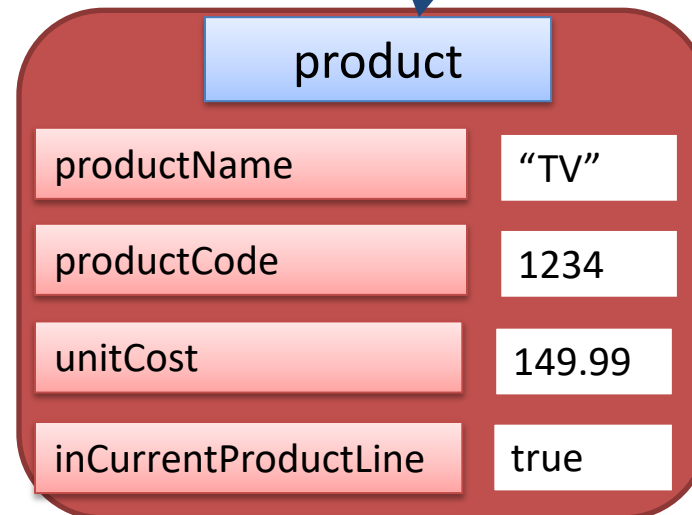 product
productName “TV”
productCode 1234
unitCost 149.99
inCurrentProductLine true